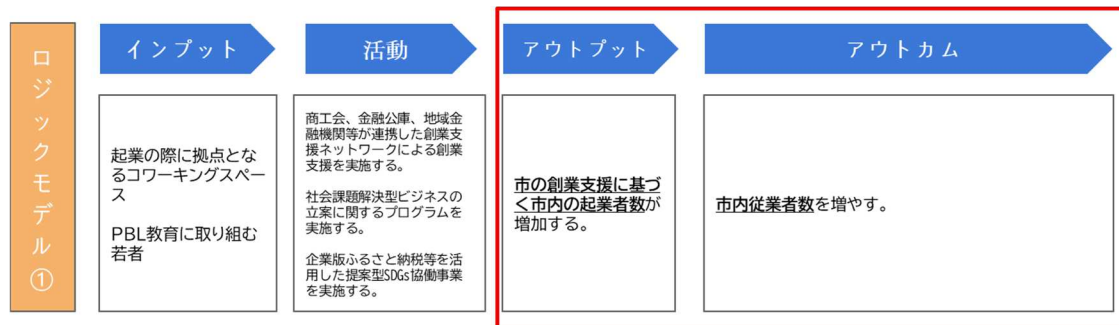 ロジックモデル①
インプット
活動
アウトプット
アウトカム
起業の際に拠点とな
るコワーキングスペー
ス
PBL教育に取り組む
若者
商工会、金融公庫、地域金
融機関等が連携した創業支
援ネットワークによる創業
支援を実施する。
社会課題解決型ビジネスの
立案に関するプログラムを
実施する。
企業版ふるさと納税等を活
用した提案型SDGs協働事業
を実施する。
市の創業支援に基づ
く市内の起業者数が
増加する。
市内従業者数を増やす。